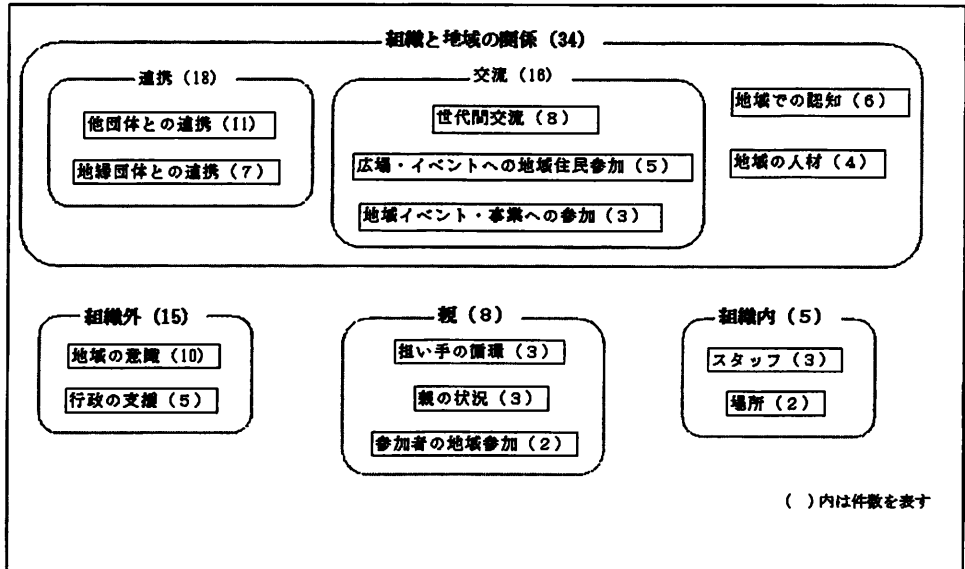 組織と地域の関係（34）
連携（18）
他団体との連携（11）
地縁団体との連携（7）
交流（16）
世代間交流（8）
広場・イベントへの地域住民参加（5）
地域イベント・事業への参加（3）
地域での認知（6）
地域の人材（4）
組織外（15）
地域の意識（10）
行政の支援（5）
親（8）
担い手の循環（3）
親の状況（3）
参加者の地域参加（2）
組織内（5）
スタッフ（3）
場所（2）
（　）内は件数を表す